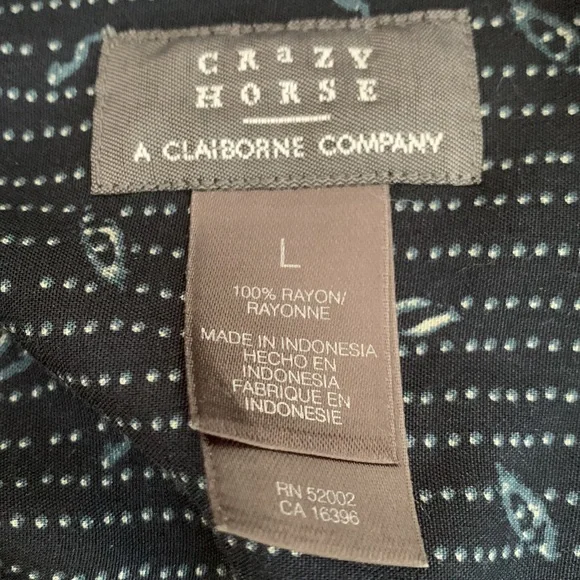 CRaZY
HORSE
A CLAIBORNE COMPANY
L
100% RAYON/
RAYONNE
MADE IN INDONESIA
HECHO EN
INDONESIA
FABRIQUE EN
INDONESIE
RN 52002
CA 16396